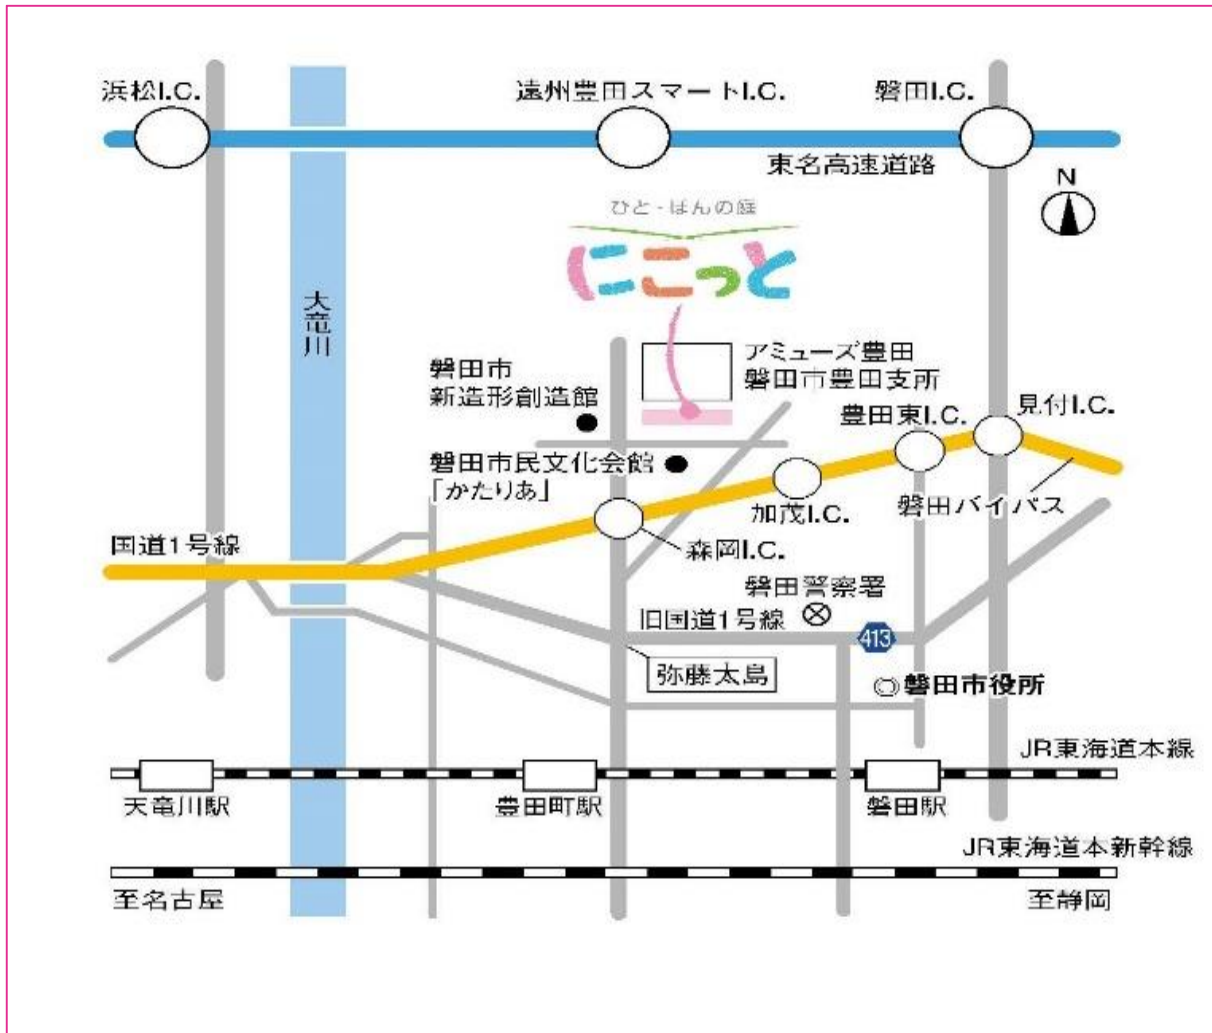 浜松I.C.
遠州豊田スマートI.C.
磐田I.C.
東名高速道路
N
ひと・ほんの庭
にこっと
天竜川
アミューズ豊田
磐田市豊田支所
磐田市
新造形創造館
見付I.C.
豊田東I.C.
磐田市民文化会館
「かたりあ」
加茂I.C.
磐田バイパス
国道1号線
森岡I.C.
磐田警察署
旧国道1号線
413
弥藤太島
磐田市役所
JR東海道本線
天竜川駅
豊田町駅
磐田駅
JR東海道本新幹線
至名古屋
至静岡